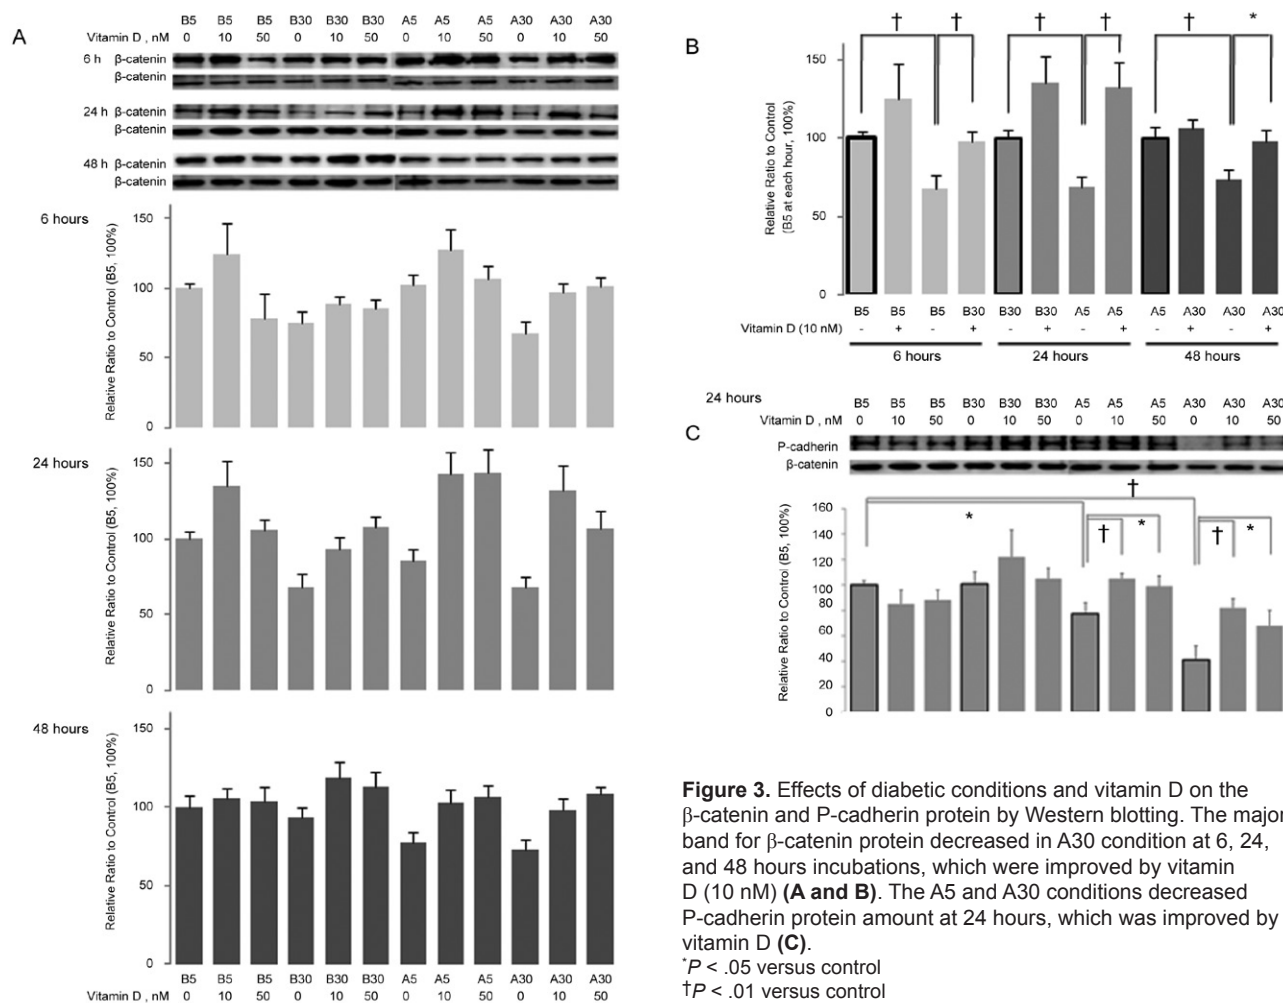 A
B5 B5 B5 B30 B30 B30 A5 A5 A5 A30 A30 A30
Vitamin D , nM 0 10 50 0 10 50 0 10 50 0 10 50
6 h β-catenin
β-catenin
24 h β-catenin
β-catenin
48 h β-catenin
β-catenin
6 hours
Relative Ratio to Control (B5, 100%)
150
100
50
0
24 hours
Relative Ratio to Control (B5, 100%)
150
100
50
0
48 hours
Relative Ratio to Control (B5, 100%)
150
100
50
0
B5 B5 B5 B30 B30 B30 A5 A5 A5 A30 A30 A30
Vitamin D , nM 0 10 50 0 10 50 0 10 50 0 10 50
B
† † † † † *
Relative Ratio to Control
(B5 at each hour, 100%)
150
100
50
0
B5 B5 B5 B30 B30 B30 A5 A5 A5 A30 A30 A30
Vitamin D (10 nM) - + - + - + - + - + - +
6 hours 24 hours 48 hours
24 hours
B5 B5 B5 B30 B30 B30 A5 A5 A5 A30 A30 A30
Vitamin D , nM 0 10 50 0 10 50 0 10 50 0 10 50
C
P-cadherin
β-catenin
†
* † * † *
Relative Ratio to Control (B5, 100%)
160
140
120
100
80
60
40
20
0
Figure 3. Effects of diabetic conditions and vitamin D on the
β-catenin and P-cadherin protein by Western blotting. The major
band for β-catenin protein decreased in A30 condition at 6, 24,
and 48 hours incubations, which were improved by vitamin
D (10 nM) (A and B). The A5 and A30 conditions decreased
P-cadherin protein amount at 24 hours, which was improved by
vitamin D (C).
*P < .05 versus control
†P < .01 versus control